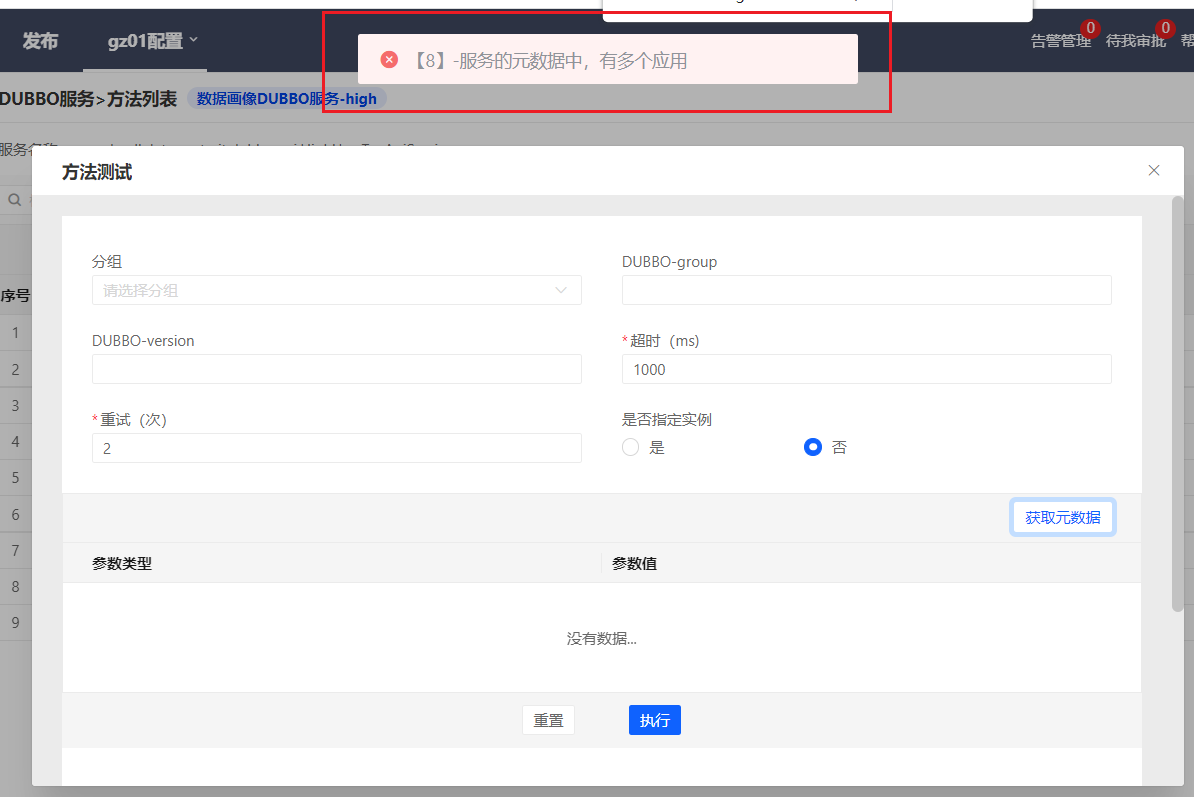 发布
gz01配置
【8】-服务的元数据中，有多个应用
告警管理 0
待我审批 0
帮
DUBBO服务>方法列表
数据画像DUBBO服务-high
服务名称
方法测试
分组
请选择分组
DUBBO-group
DUBBO-version
*超时（ms)
1000
*重试（次）
2
是否指定实例
是
否
获取元数据
参数类型
参数值
没有数据...
重置
执行
序号
1
2
3
4
5
6
7
8
9